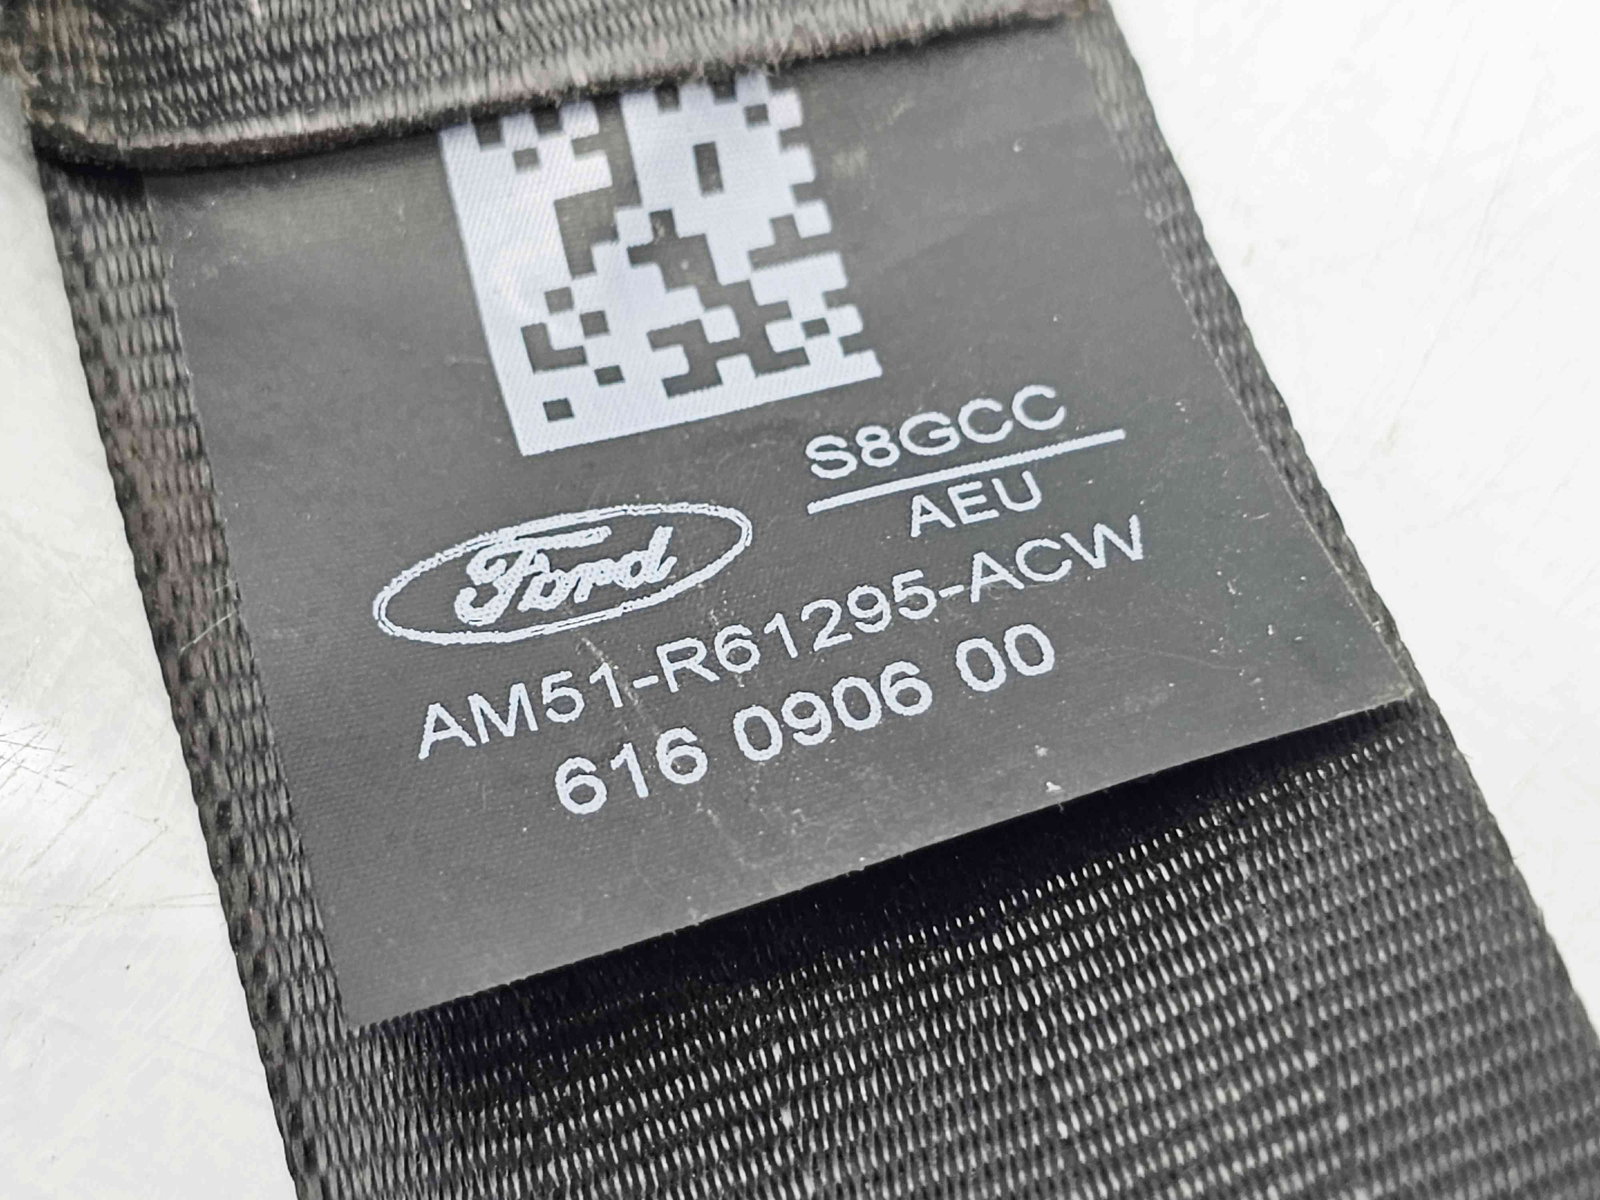 S8GCC
AEU
Ford
AM51-R61295-ACW
616 0906 00